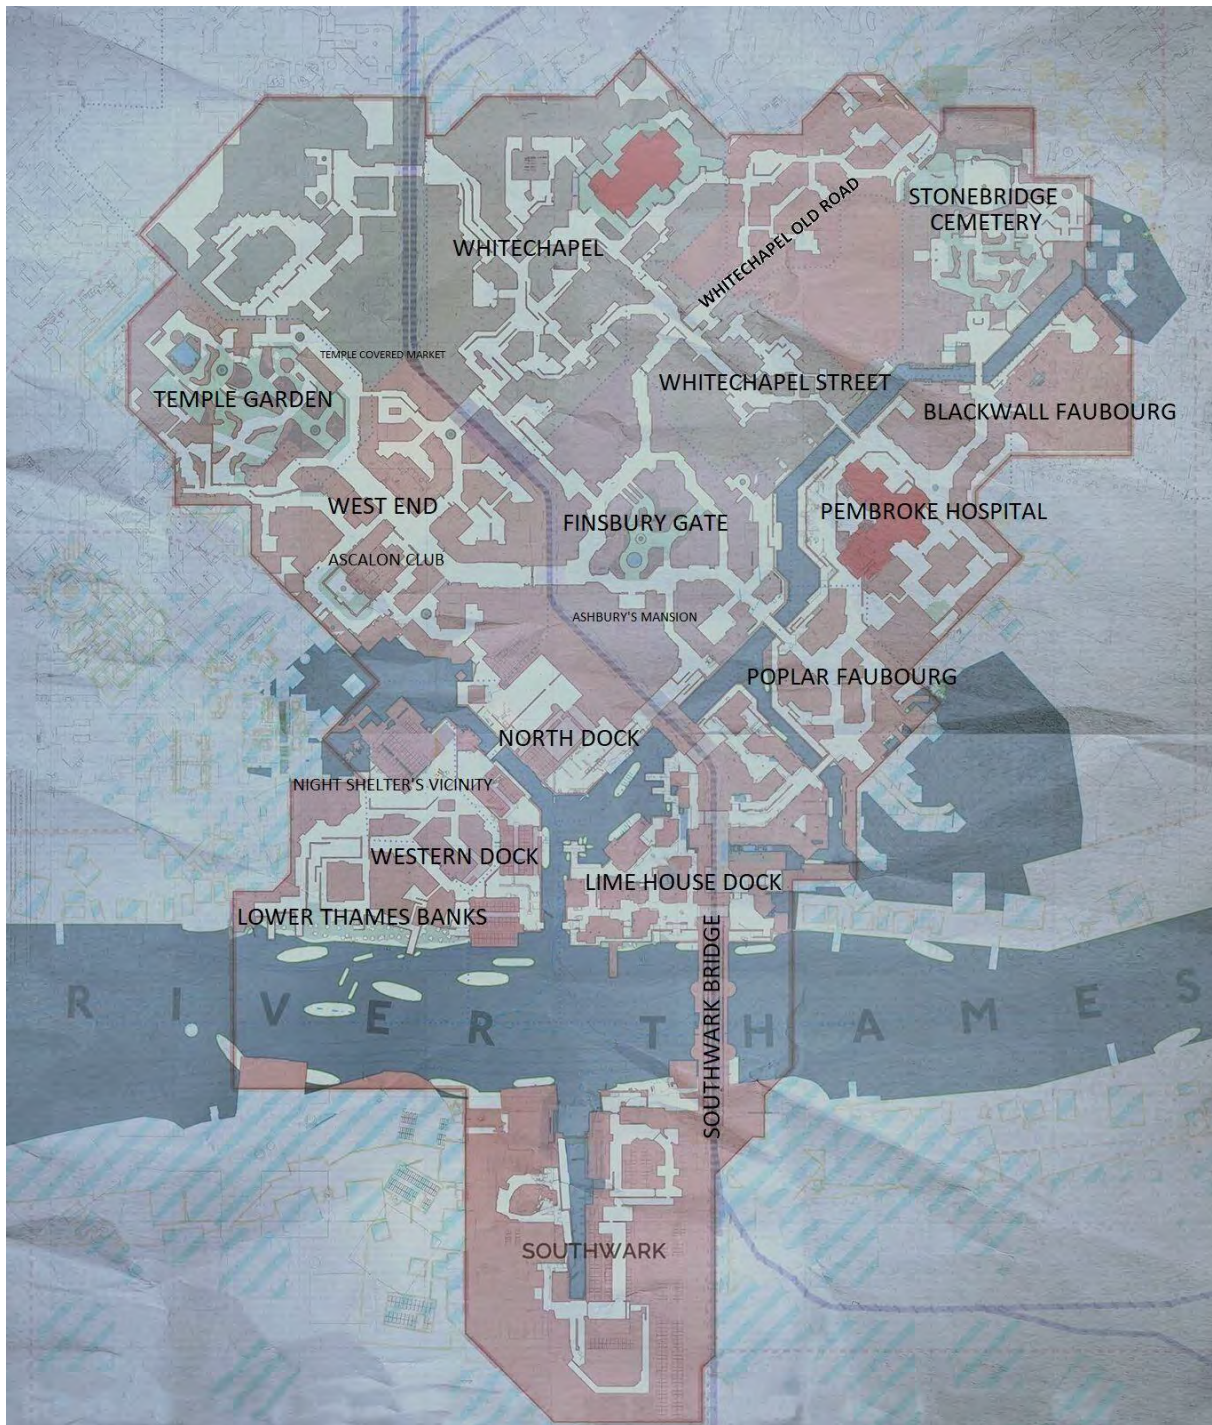 STONEBRIDGE
CEMETERY
WHITECHAPEL
WHITECHAPEL OLD ROAD
TEMPLE COVERED MARKET
WHITECHAPEL STREET
TEMPLE GARDEN
BLACKWALL FAUBOURG
WEST END
FINSBURY GATE
PEMBROKE HOSPITAL
ASCALON CLUB
ASHBURY'S MANSION
POPLAR FAUBOURG
NORTH DOCK
NIGHT SHELTER'S VICINITY
WESTERN DOCK
LIME HOUSE DOCK
LOWER THAMES BANKS
SOUTHWARK BRIDGE
RIVER THAMES
SOUTHWARK